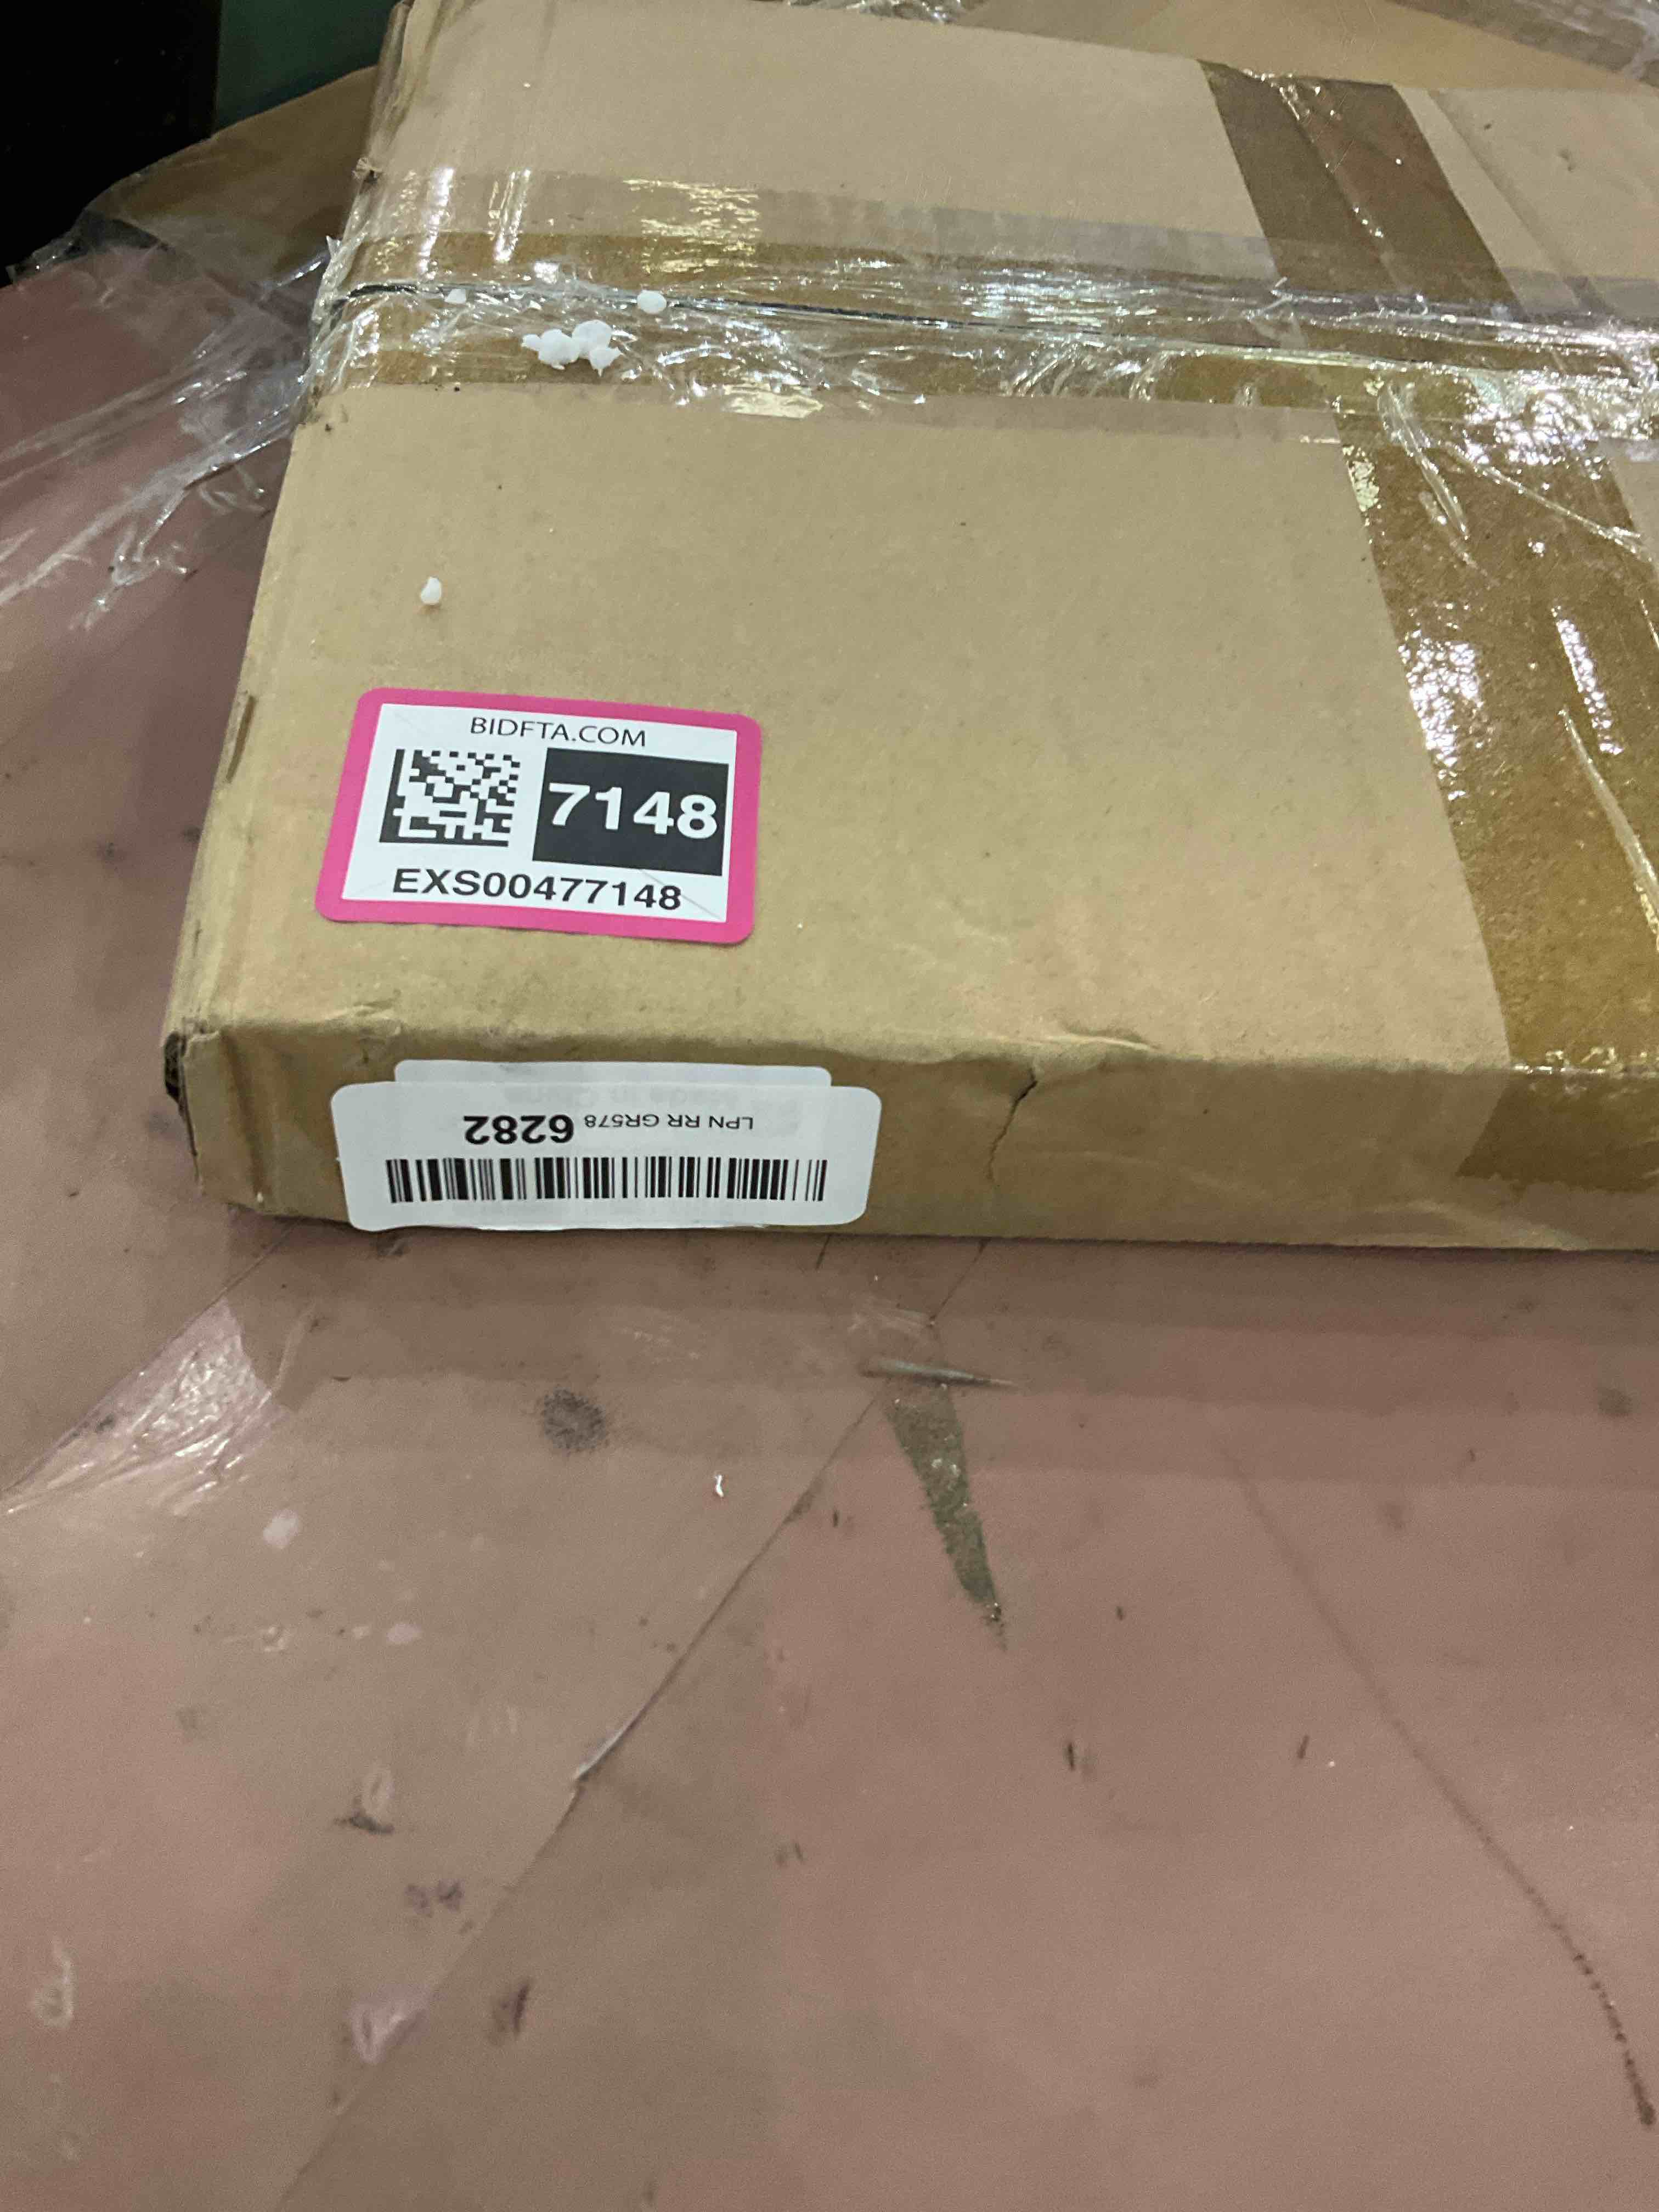 BIDFTA.COM
7148
EXS00477148
LPN RR GR578 6282